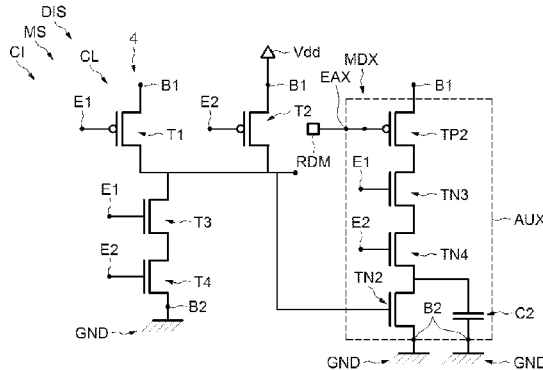 DIS
MS
CI
CL
4
Vdd
MDX
EAX
B1
B1
B1
E1
E2
T1
T2
RDM
TP2
E1
E1
TN3
T3
AUX
E2
E2
TN4
T4
TN2
B2
B2
C2
GND
GND
GND